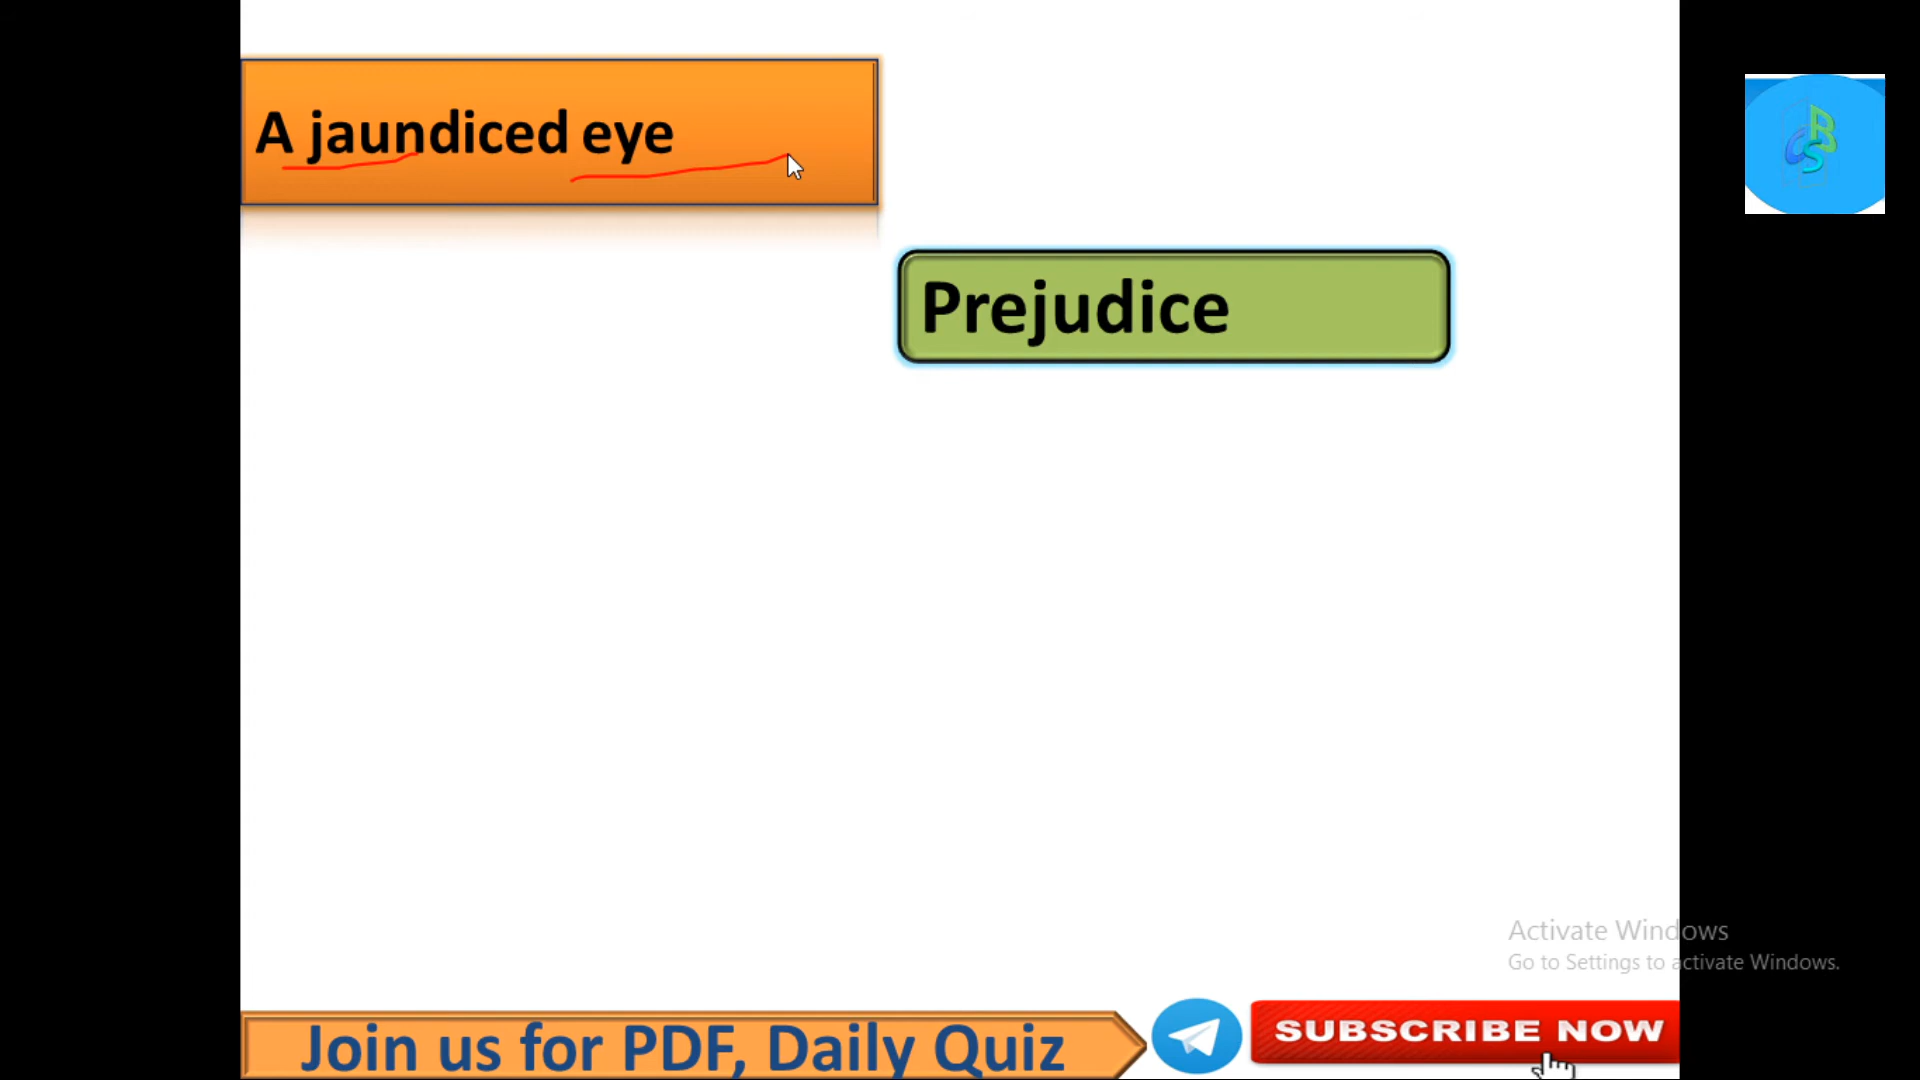 A jaundiced eye
Prejudice
Activate Windows
Go to Settings to activate Windows.
Join us for PDF, Daily Quiz
SUBSCRIBE NOW